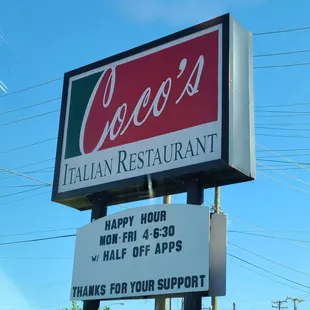 Coco's
ITALIAN RESTAURANT
HAPPY HOUR
MON-FRI 4-6:30
W/ HALF OFF APPS
THANKS FOR YOUR SUPPORT